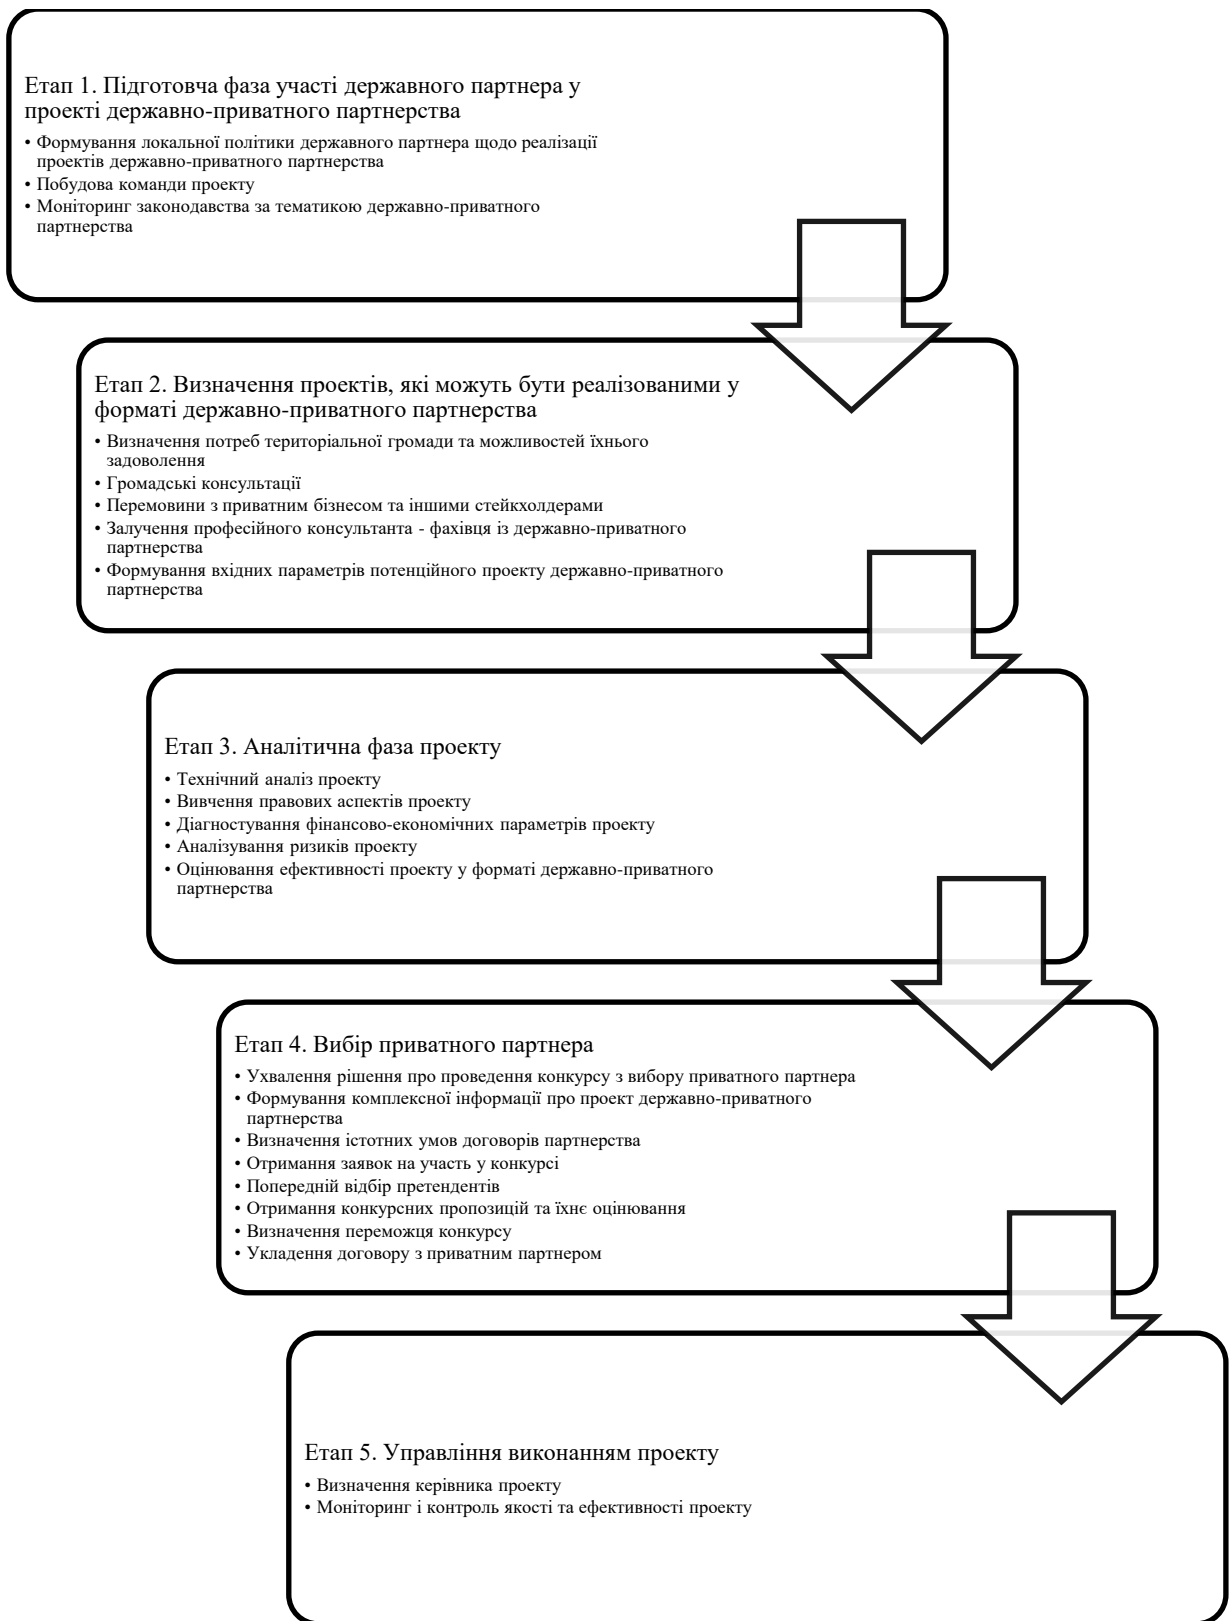 Етап 1. Підготовча фаза участі державного партнера у
проекті державно-приватного партнерства
• Формування локальної політики державного партнера щодо реалізації
проектів державно-приватного партнерства
• Побудова команди проекту
• Моніторинг законодавства за тематикою державно-приватного
партнерства
Етап 2. Визначення проектів, які можуть бути реалізованими у
форматі державно-приватного партнерства
• Визначення потреб територіальної громади та можливостей їхнього
задоволення
• Громадські консультації
• Перемовини з приватним бізнесом та іншими стейкхолдерами
• Залучення професійного консультанта - фахівця із державно-приватного
партнерства
• Формування вхідних параметрів потенційного проекту державно-приватного
партнерства
Етап 3. Аналітична фаза проекту
• Технічний аналіз проекту
• Вивчення правових аспектів проекту
• Діагностування фінансово-економічних параметрів проекту
• Аналізування ризиків проекту
• Оцінювання ефективності проекту у форматі державно-приватного
партнерства
Етап 4. Вибір приватного партнера
• Ухвалення рішення про проведення конкурсу з вибору приватного партнера
• Формування комплексної інформації про проект державно-приватного
партнерства
• Визначення істотних умов договорів партнерства
• Отримання заявок на участь у конкурсі
• Попередній відбір претендентів
• Отримання конкурсних пропозицій та їхнє оцінювання
• Визначення переможця конкурсу
• Укладення договору з приватним партнером
Етап 5. Управління виконанням проекту
• Визначення керівника проекту
• Моніторинг і контроль якості та ефективності проекту